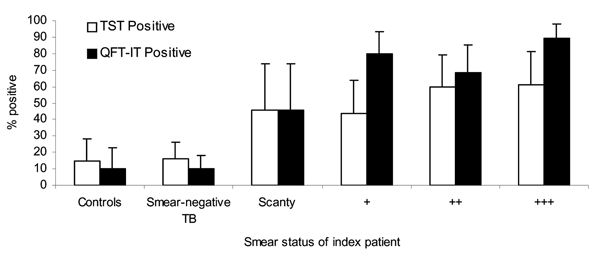 100
90
80
70
60
50
40
30
20
10
0
% positive
TST Positive
QFT-IT Positive
Controls
Smear-negative
TB
Scanty
+
++
+++
Smear status of index patient